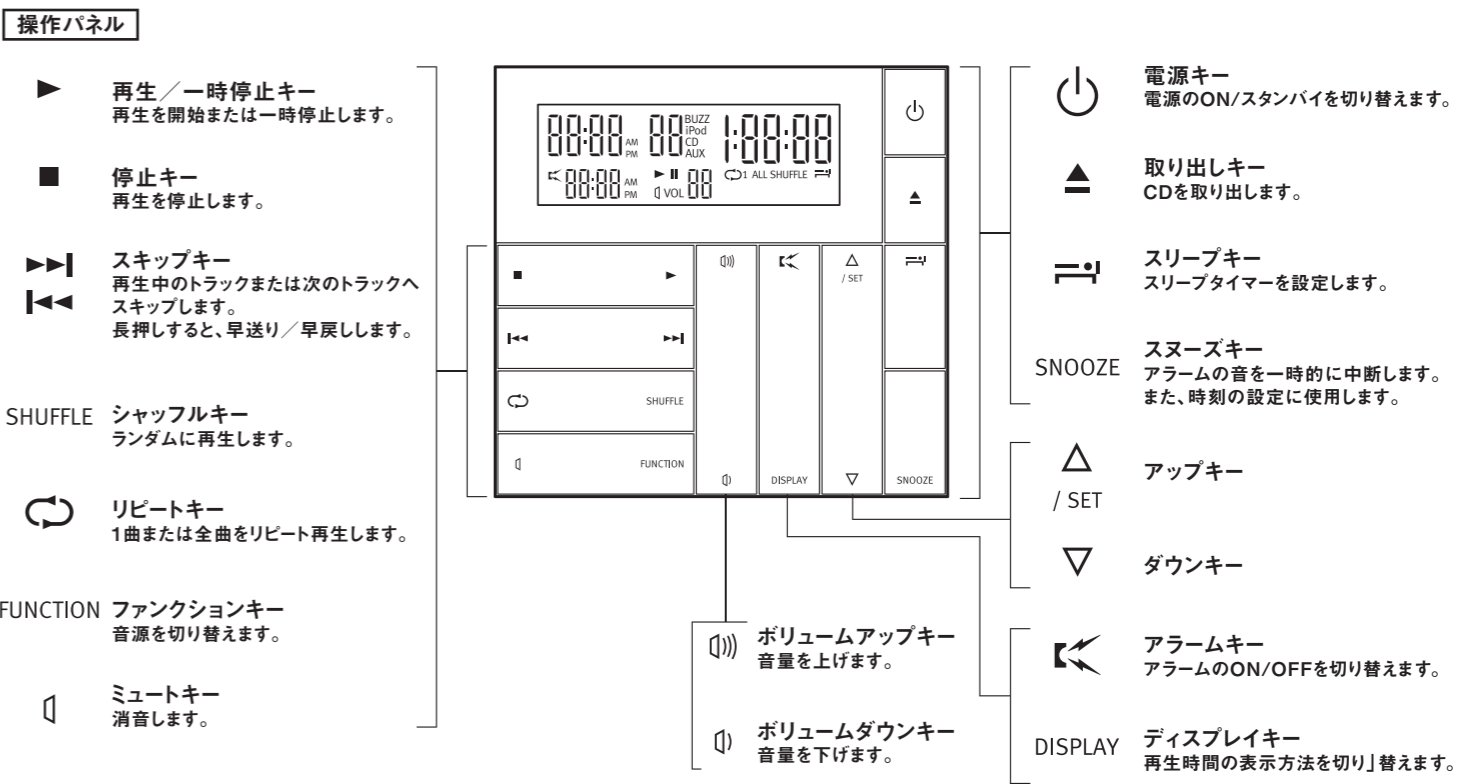 操作パネル
再生／一時停止キー
再生を開始または一時停止します。
停止キー
再生を停止します。
スキップキー
再生中のトラックまたは次のトラックへ
スキップします。
長押しすると、早送り／早戻しします。
SHUFFLE シャッフルキー
ランダムに再生します。
リピートキー
1曲または全曲をリピート再生します。
FUNCTION ファンクションキー
音源を切り替えます。
ミュートキー
消音します。
88:88 AM PM 88 BUZZ iPod CD AUX 1:88:88
88:88 AM PM VOL 88 1 ALL SHUFFLE
/ SET
SHUFFLE
FUNCTION
DISPLAY
SNOOZE
ボリュームアップキー
音量を上げます。
ボリュームダウンキー
音量を下げます。
電源キー
電源のON/スタンバイを切り替えます。
取り出しキー
CDを取り出します。
スリープキー
スリープタイマーを設定します。
SNOOZE スヌーズキー
アラームの音を一時的に中断します。
また、時刻の設定に使用します。
アップキー
/ SET
ダウンキー
アラームキー
アラームのON/OFFを切り替えます。
DISPLAY ディスプレイキー
再生時間の表示方法を切り｣替えます。